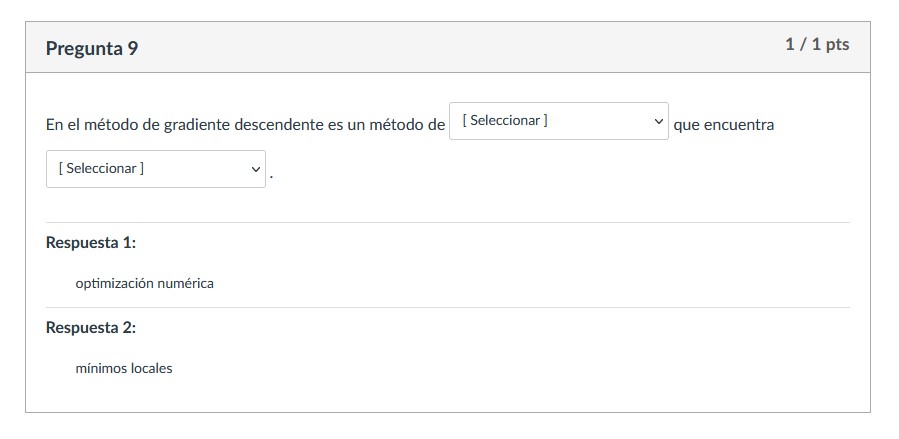 Pregunta 9
1 / 1 pts
En el método de gradiente descendente es un método de [ Seleccionar ] que encuentra
[ Seleccionar ] .
Respuesta 1:
optimización numérica
Respuesta 2:
mínimos locales